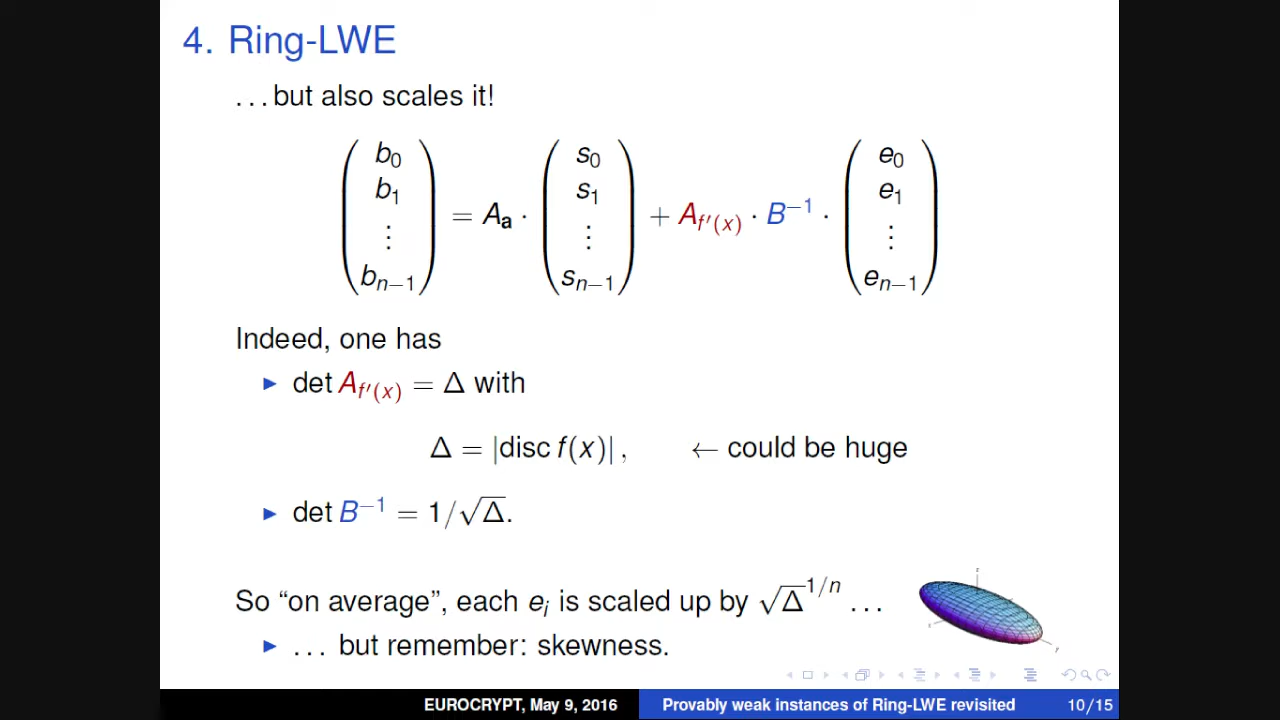 4. Ring-LWE
. . . but also scales it!
b₀
b₁
⋮
bₙ₋₁
= Aₐ ·
s₀
s₁
⋮
sₙ₋₁
+ A_{f′(x)} · B⁻¹ ·
e₀
e₁
⋮
eₙ₋₁
Indeed, one has
▶ det A_{f′(x)} = Δ with
Δ = |disc f(x)| , ← could be huge
▶ det B⁻¹ = 1/√Δ.
So “on average”, each eᵢ is scaled up by √Δ^{1/n} . . .
▶ . . . but remember: skewness.
EUROCRYPT, May 9, 2016 Provably weak instances of Ring-LWE revisited 10/15